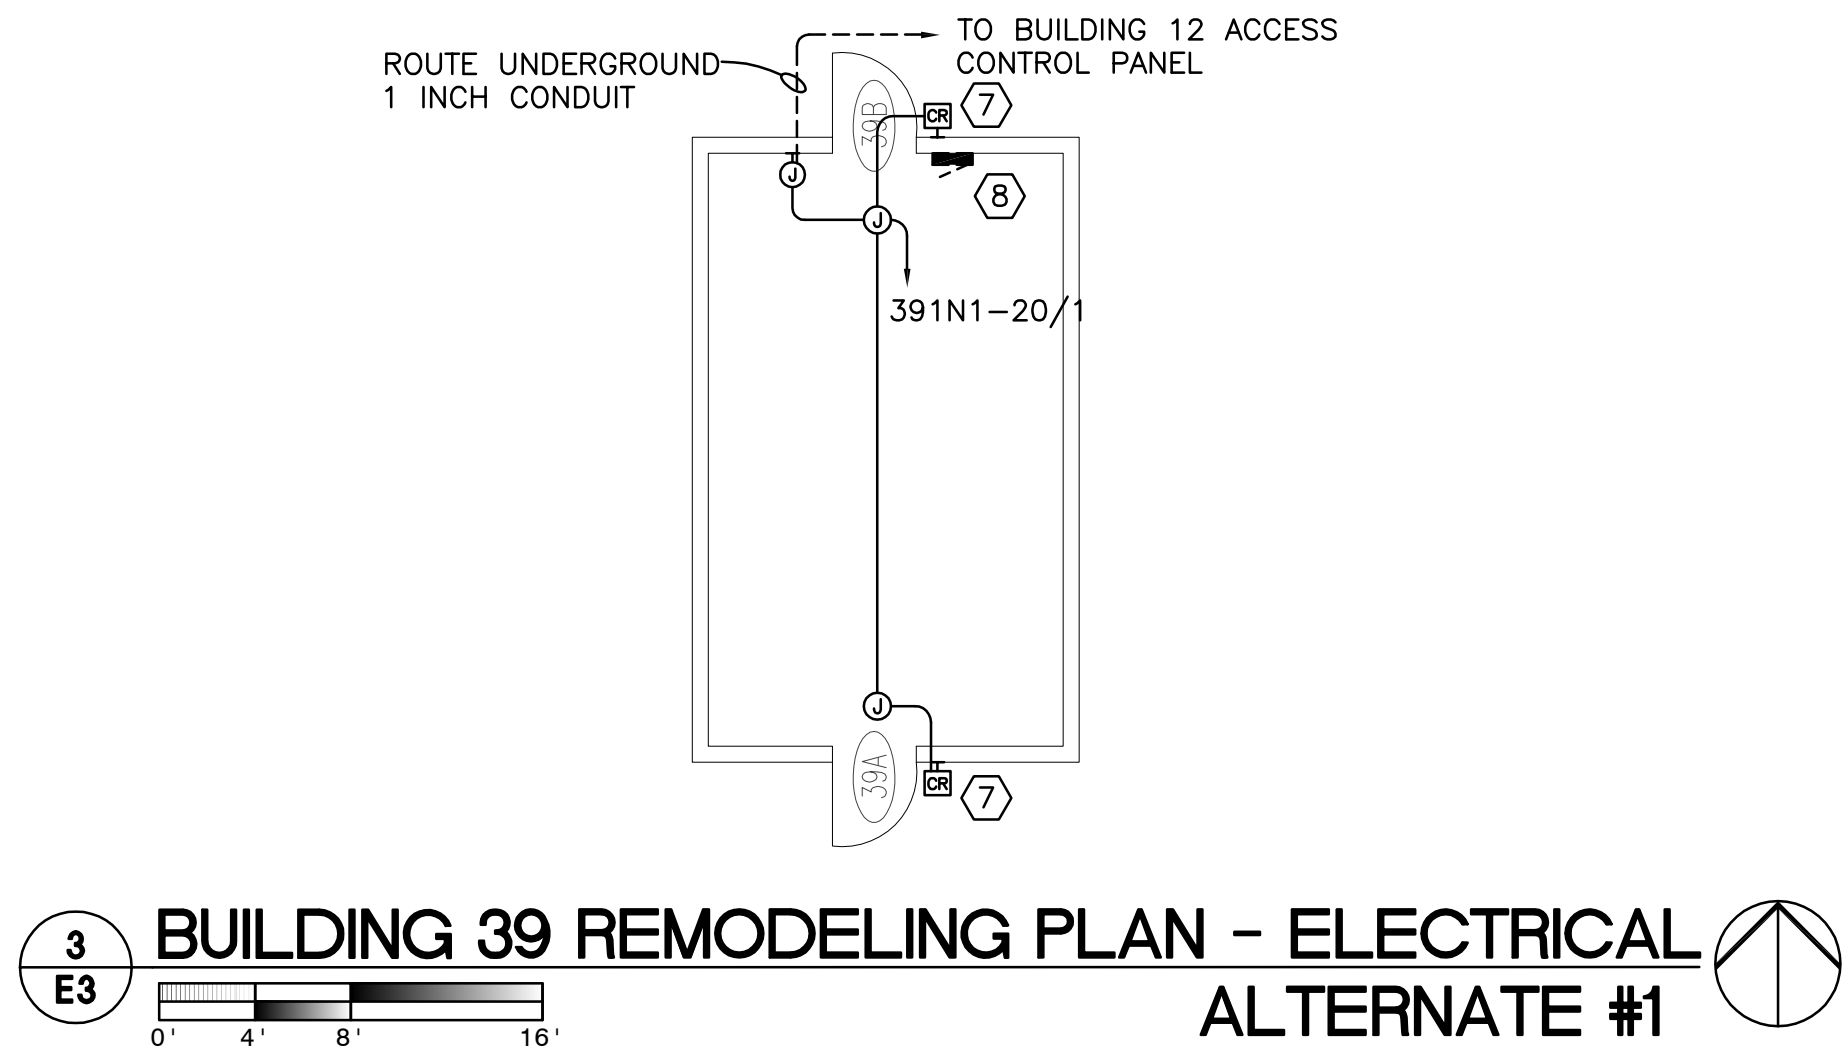 TO BUILDING 12 ACCESS
CONTROL PANEL
ROUTE UNDERGROUND
1 INCH CONDUIT
39B
CR
7
J
8
J
391N1-20/1
J
39A
CR
7
3
E3
BUILDING 39 REMODELING PLAN - ELECTRICAL
ALTERNATE #1
0' 4' 8' 16'